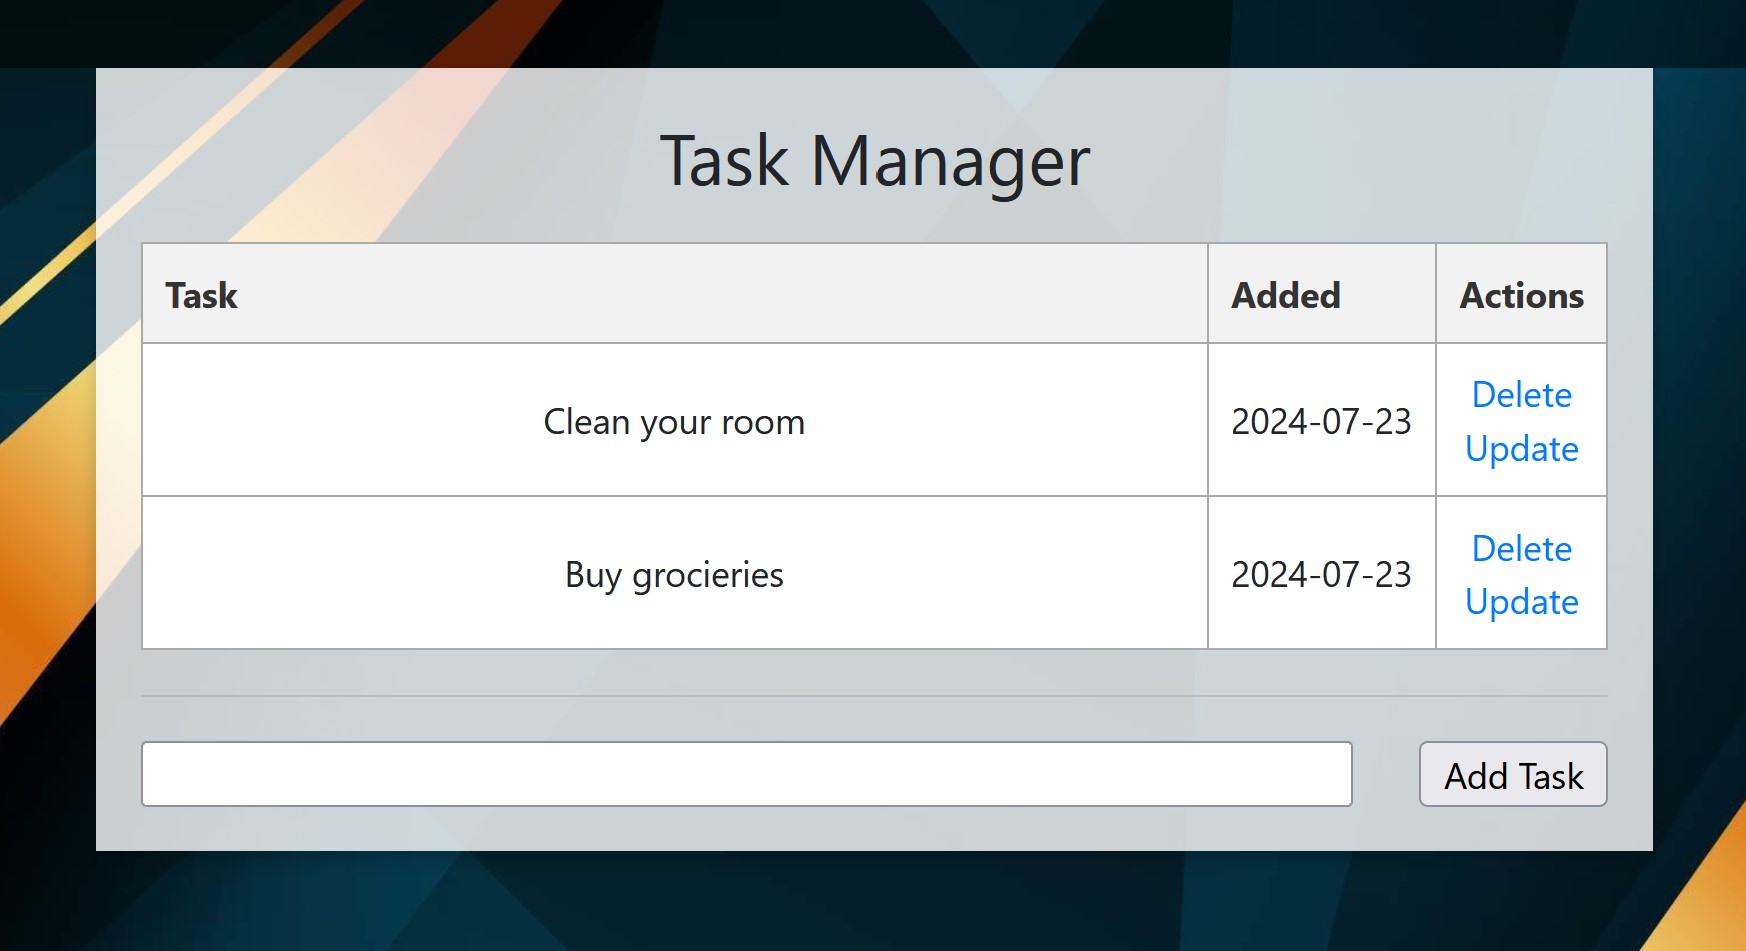 Task Manager
Task Added Actions
Clean your room 2024-07-23 Delete
Update
Buy grocieries 2024-07-23 Delete
Update
Add Task